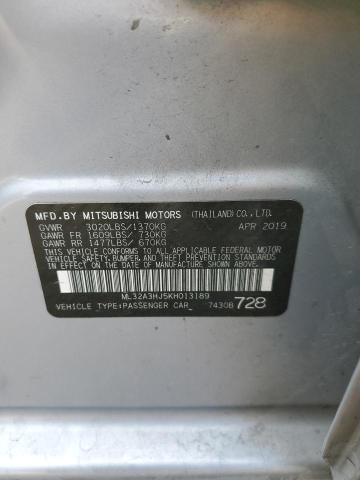 MFD.BY MITSUBISHI MOTORS (THAILAND) CO., LTD.
GVWR 3020LBS/1370KG APR 2019
GAWR FR 1609LBS/ 730KG
GAWR RR 1477LBS/ 670KG
THIS VEHICLE CONFORMS TO ALL APPLICABLE FEDERAL MOTOR
VEHICLE SAFETY, BUMPER, AND THEFT PREVENTION STANDARDS
IN EFFECT ON THE DATE OF MANUFACTURE SHOWN ABOVE.
ML32A3HJ5KH013189
VEHICLE TYPE:PASSENGER CAR 7430B 728